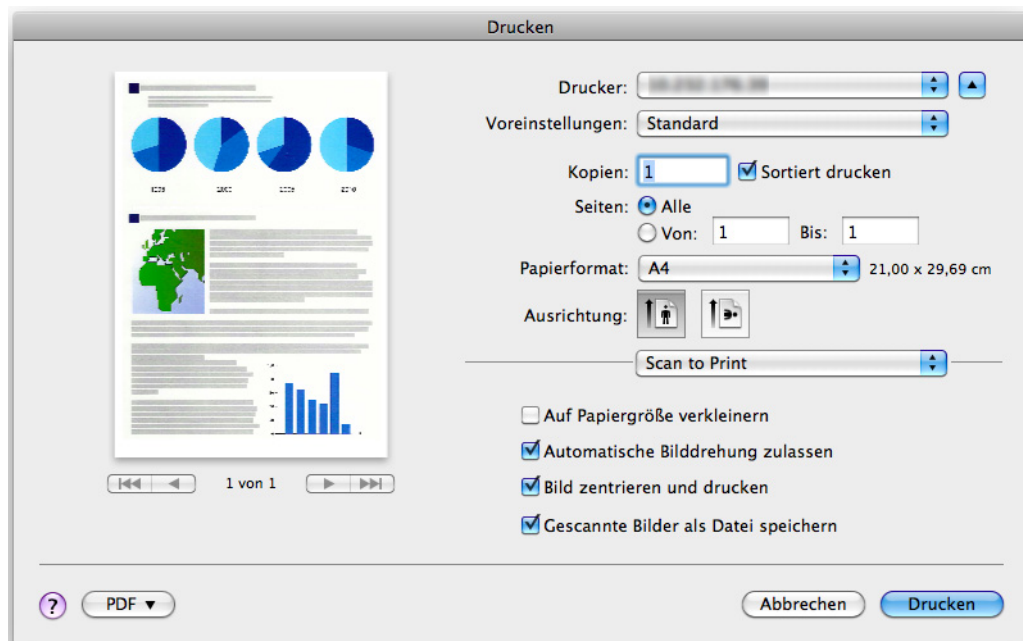 Drucken
Drucker:
Voreinstellungen: Standard
Kopien: 1 Sortiert drucken
Seiten: Alle
Von: 1 Bis: 1
Papierformat: A4 21,00 x 29,69 cm
Ausrichtung:
Scan to Print
Auf Papiergröße verkleinern
Automatische Bilddrehung zulassen
Bild zentrieren und drucken
Gescannte Bilder als Datei speichern
1 von 1
? PDF Abbrechen Drucken